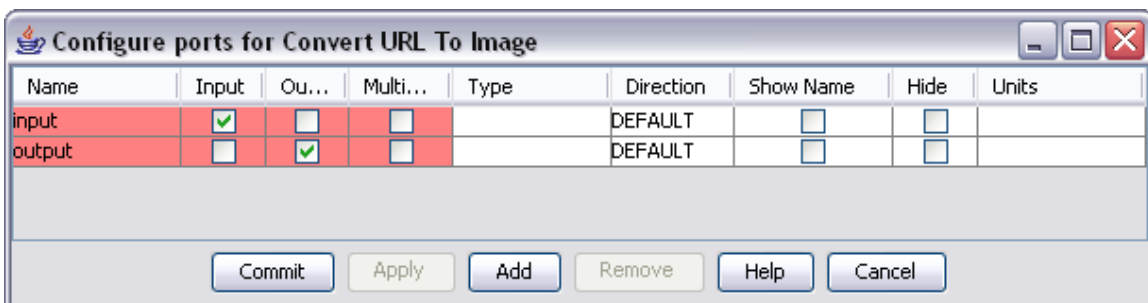 Configure ports for Convert URL To Image
Name Input Ou... Multi... Type Direction Show Name Hide Units
input DEFAULT
output DEFAULT
Commit Apply Add Remove Help Cancel